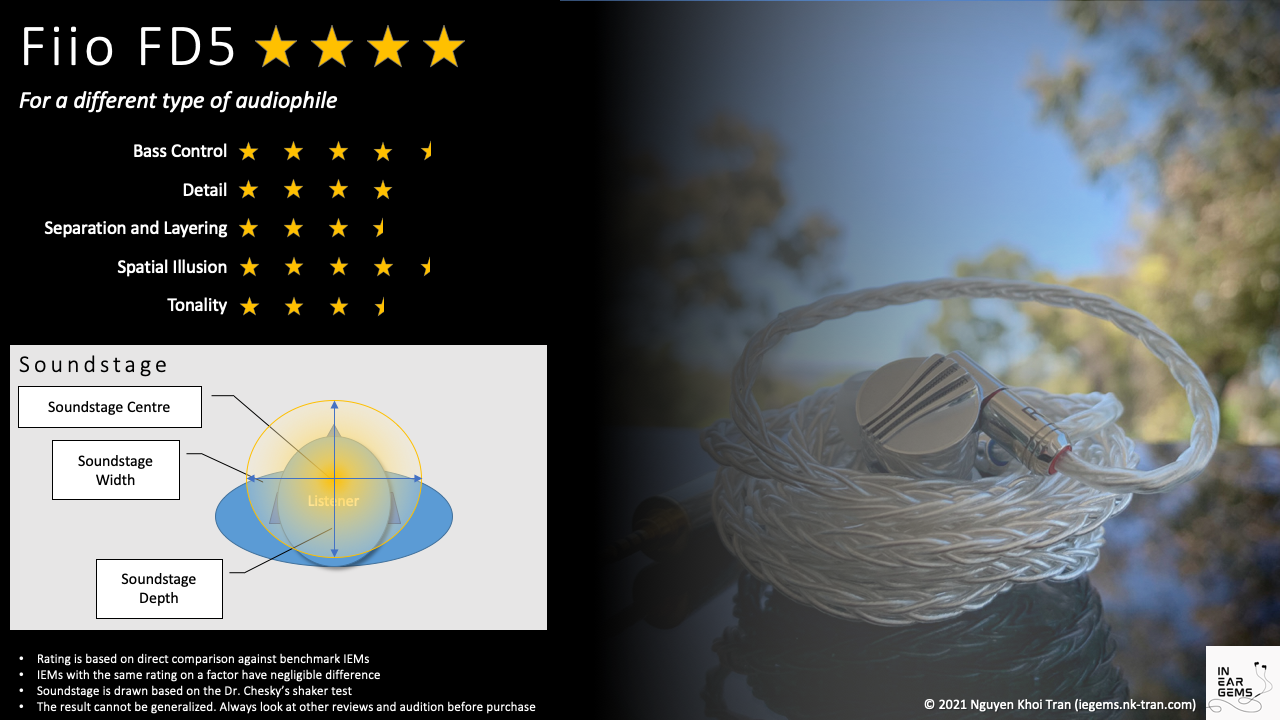 Fiio FD5
For a different type of audiophile
Bass Control
Detail
Separation and Layering
Spatial Illusion
Tonality
Soundstage
Soundstage Centre
Soundstage
Width
Listener
Soundstage
Depth
• Rating is based on direct comparison against benchmark IEMs
• IEMs with the same rating on a factor have negligible difference
• Soundstage is drawn based on the Dr. Chesky's shaker test
• The result cannot be generalized. Always look at other reviews and audition before purchase
© 2021 Nguyen Khoi Tran (iegems.nk-tran.com)
IN
EAR
GEMS